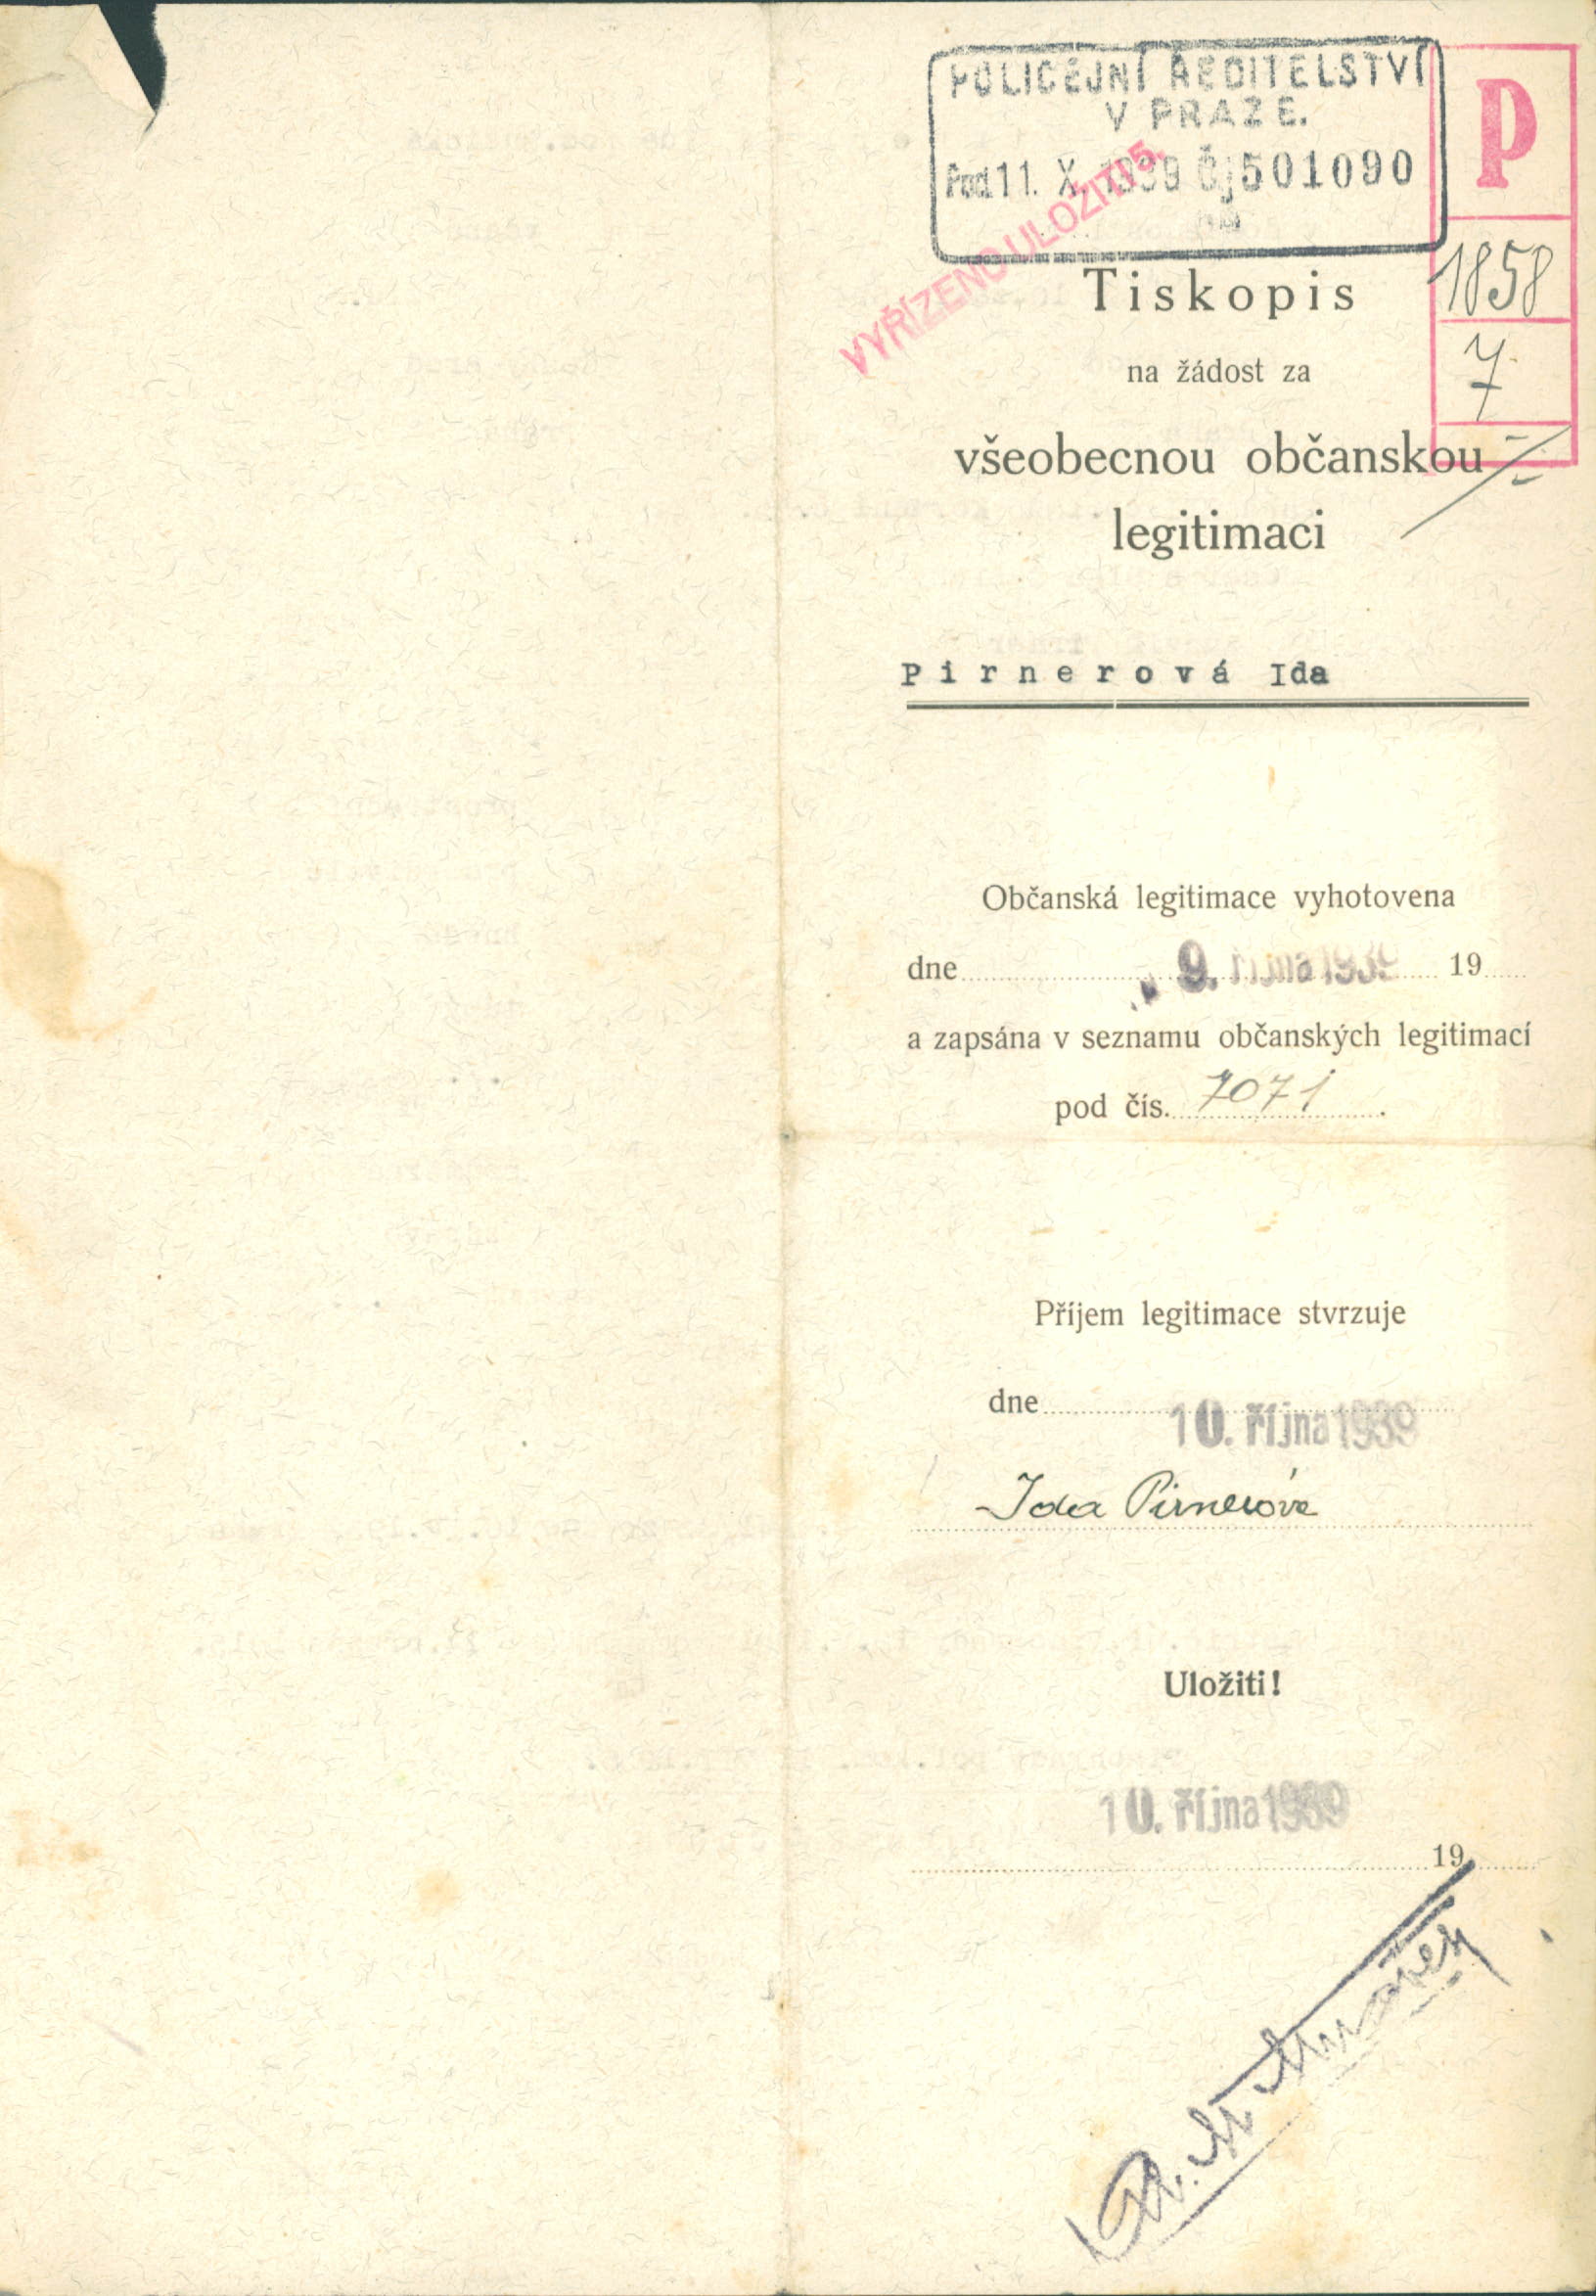 POLICEJNÍ ŘEDITELSTVÍ
V PRAZE.
Pod 11. X. 1939 Čj 501090
P
VYŘÍZENO ULOŽITI 5.
1858
7
Tiskopis
na žádost za
všeobecnou občanskou
legitimaci
Pirnerová Ida
Občanská legitimace vyhotovena
dne 9. října 1939 19
a zapsána v seznamu občanských legitimací
pod čís. 7071.
Příjem legitimace stvrzuje
dne 10. října 1939
Ida Pirnerová
Uložiti!
10. října 1939
19